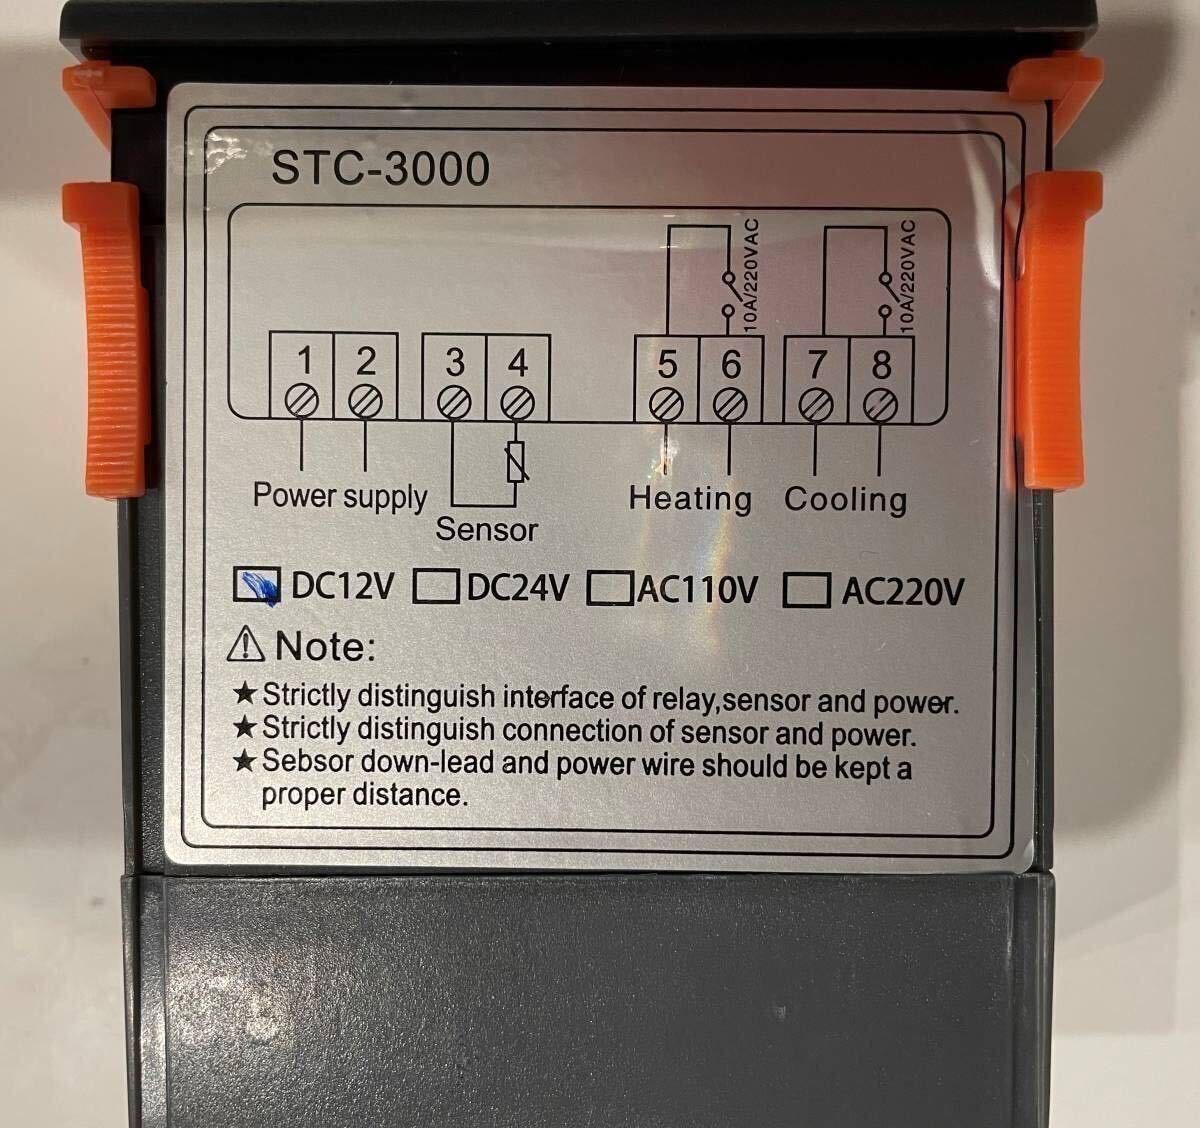 STC-3000
10A/220VAC 10A/220VAC
1 2 3 4 5 6 7 8
Power supply Heating Cooling
Sensor
DC12V DC24V AC110V AC220V
Note:
★Strictly distinguish interface of relay,sensor and power.
★Strictly distinguish connection of sensor and power.
★Sebsor down-lead and power wire should be kept a
proper distance.